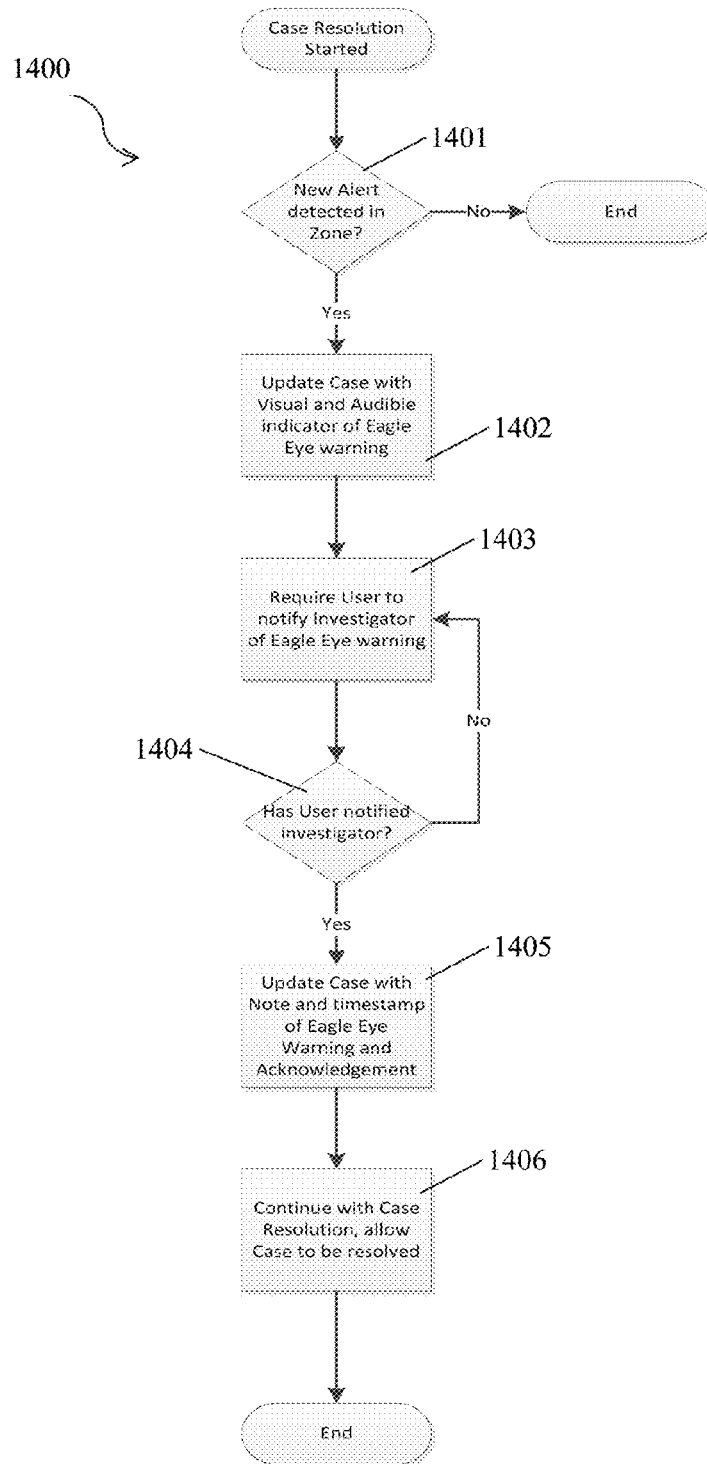 Case Resolution
Started
1400
1401
New Alert
detected in
Zone?
No
End
Yes
Update Case with
Visual and Audible
indicator of Eagle
Eye warning
1402
1403
Require User to
notify Investigator
of Eagle Eye warning
No
1404
Has User notified
investigator?
Yes
1405
Update Case with
Note and timestamp
of Eagle Eye
Warning and
Acknowledgement
1406
Continue with Case
Resolution, allow
Case to be resolved
End